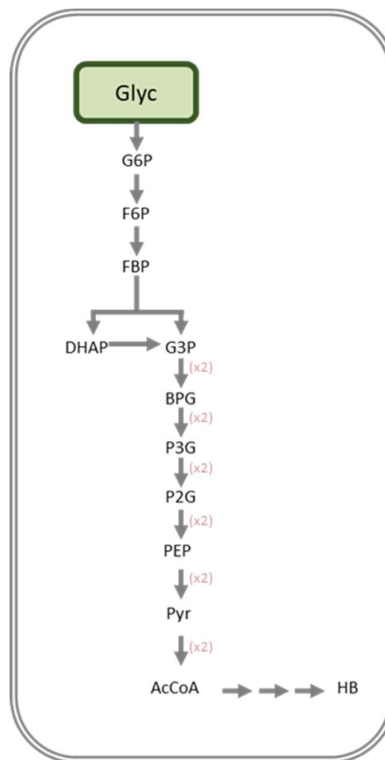 Glyc
G6P
F6P
FBP
DHAP G3P
(x2)
BPG
(x2)
P3G
(x2)
P2G
(x2)
PEP
(x2)
Pyr
(x2)
AcCoA HB